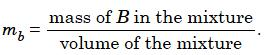 m_b = mass of B in the mixture / volume of the mixture.